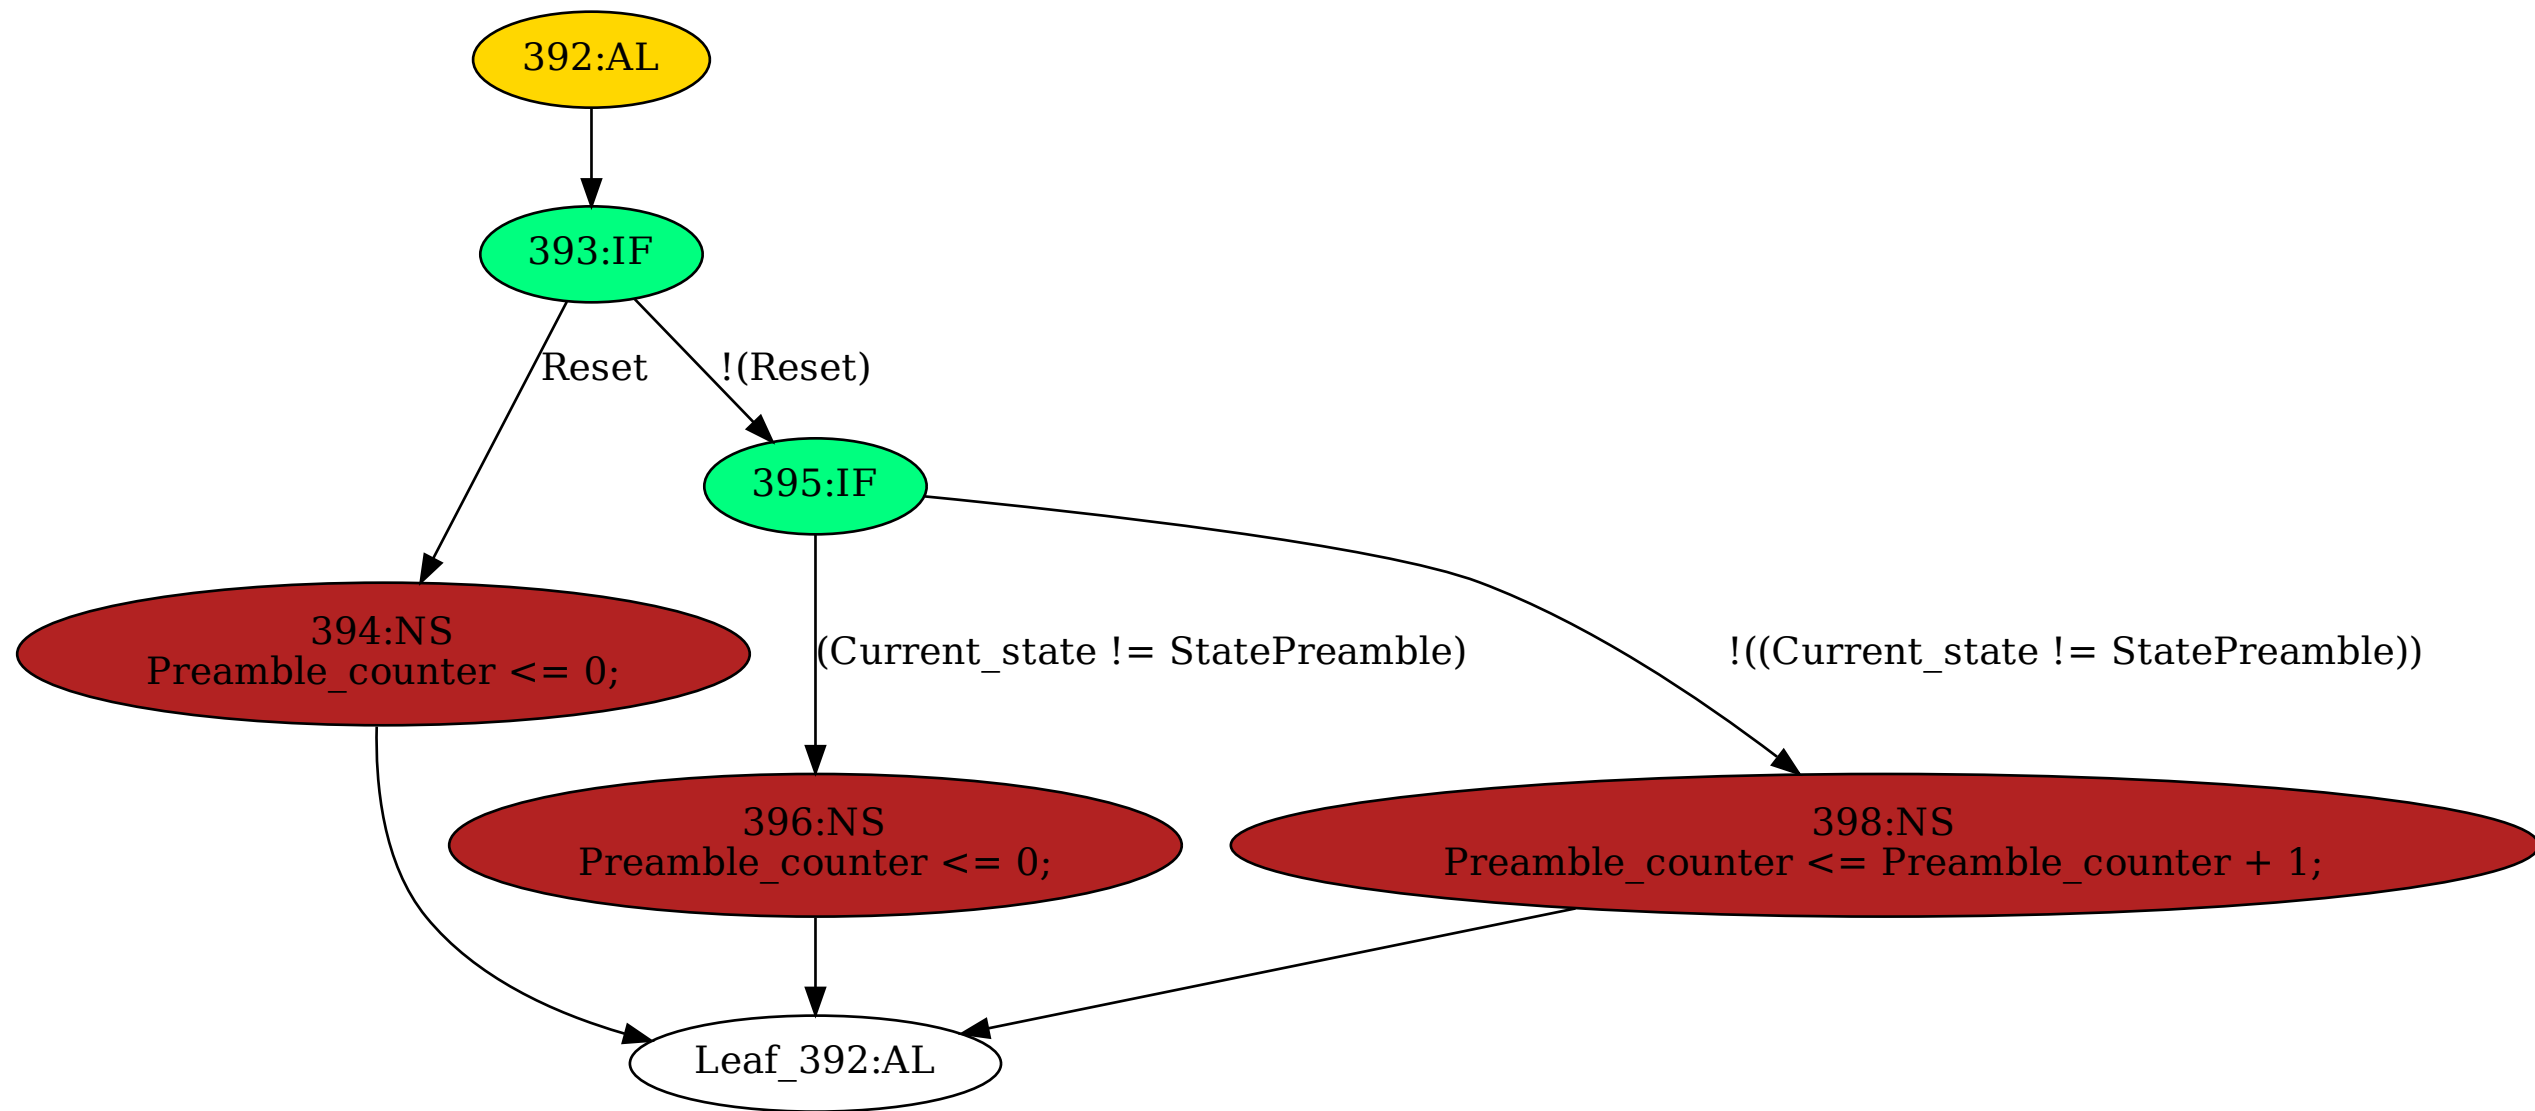 392:AL
393:IF
Reset
!(Reset)
395:IF
394:NS
Preamble_counter <= 0;
(Current_state != StatePreamble)
!((Current_state != StatePreamble))
396:NS
Preamble_counter <= 0;
398:NS
Preamble_counter <= Preamble_counter + 1;
Leaf_392:AL